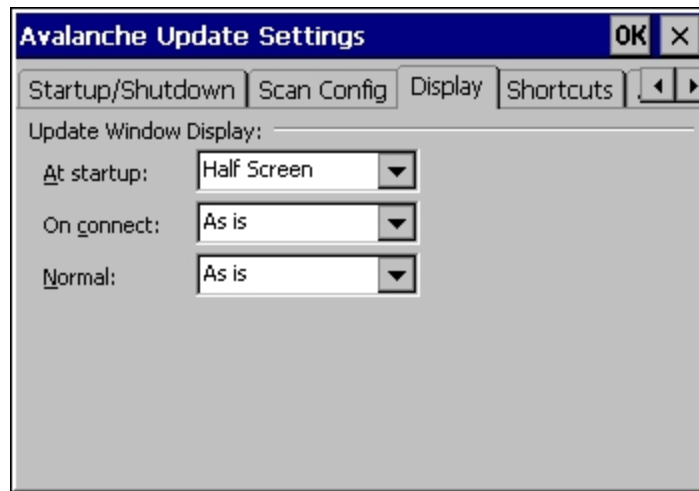 Avalanche Update Settings OK ×
Startup/Shutdown Scan Config Display Shortcuts
Update Window Display:
At startup: Half Screen
On connect: As is
Normal: As is